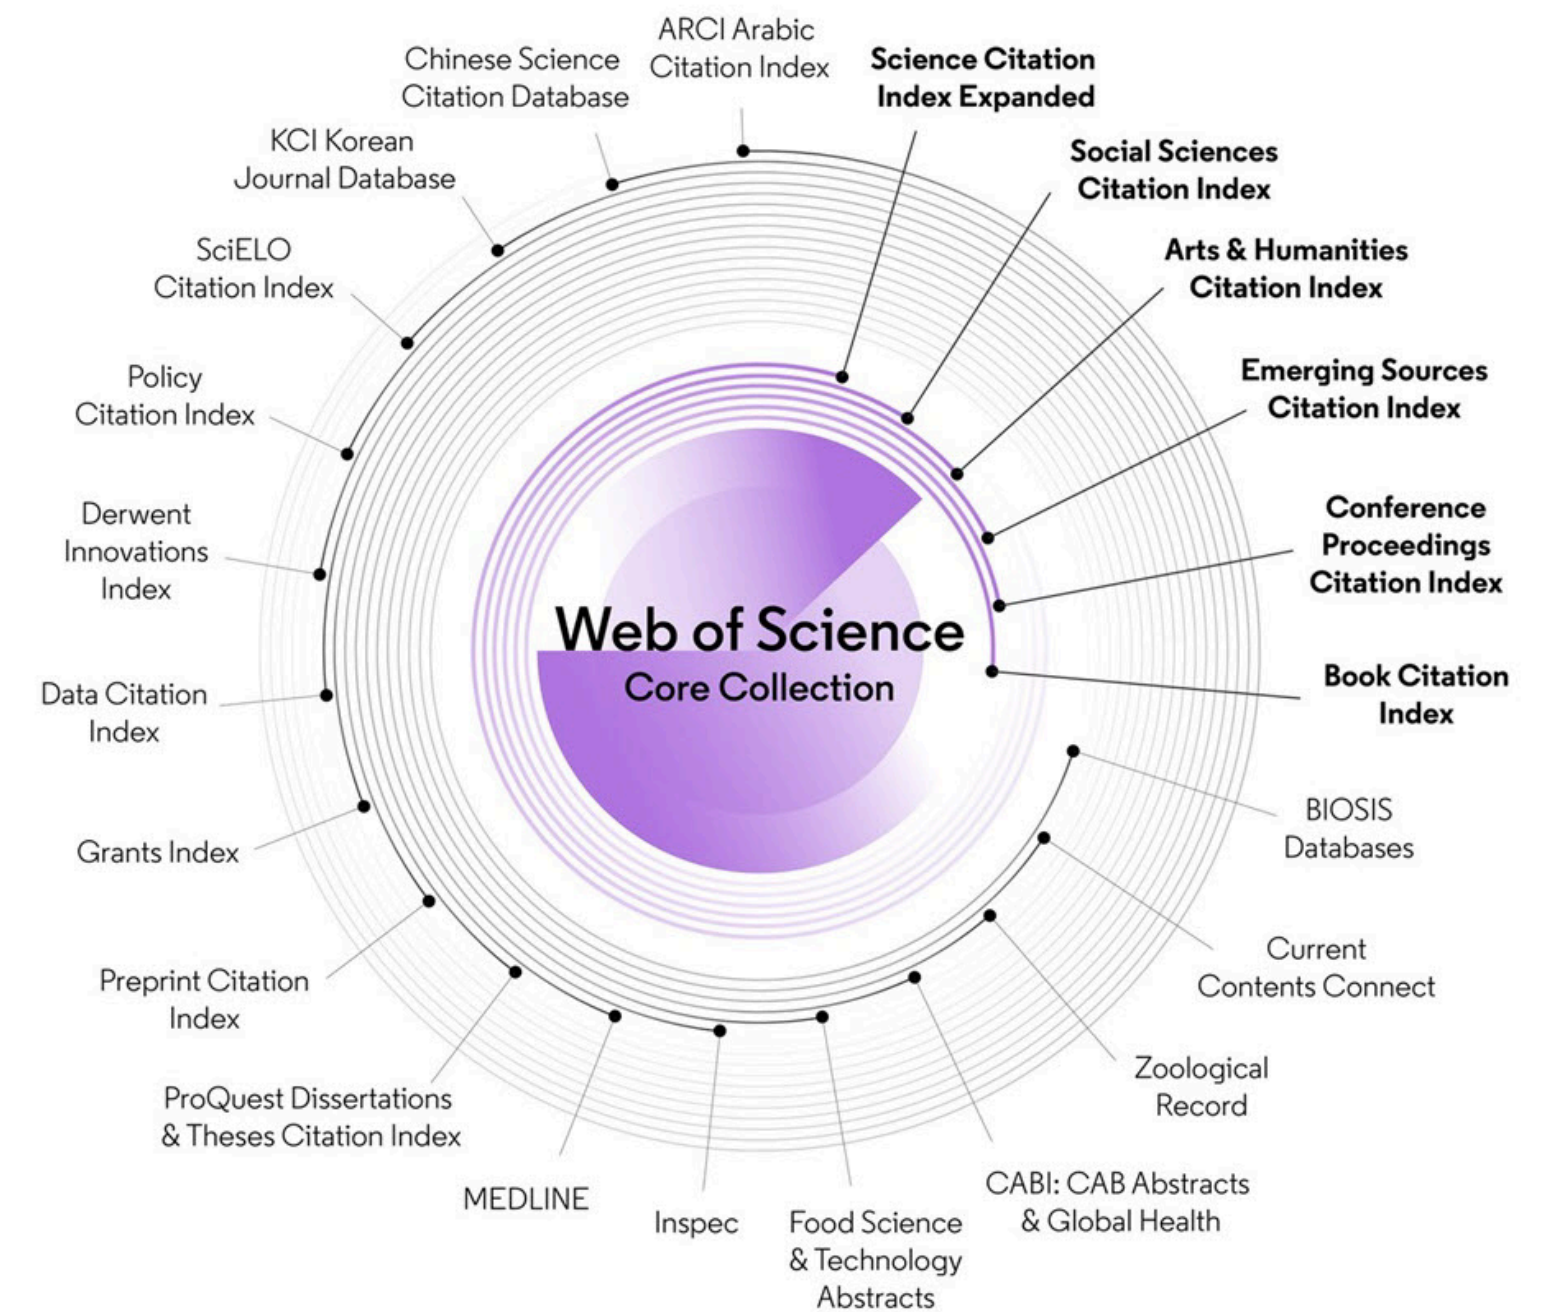 ARCI Arabic
Citation Index
Science Citation
Index Expanded
Social Sciences
Citation Index
Arts & Humanities
Citation Index
Emerging Sources
Citation Index
Conference
Proceedings
Citation Index
Book Citation
Index
BIOSIS
Databases
Current
Contents Connect
Zoological
Record
CABI: CAB Abstracts
& Global Health
Food Science
& Technology
Abstracts
Inspec
MEDLINE
ProQuest Dissertations
& Theses Citation Index
Preprint Citation
Index
Grants Index
Data Citation
Index
Derwent
Innovations
Index
Policy
Citation Index
SciELO
Citation Index
KCI Korean
Journal Database
Chinese Science
Citation Database
Web of Science
Core Collection